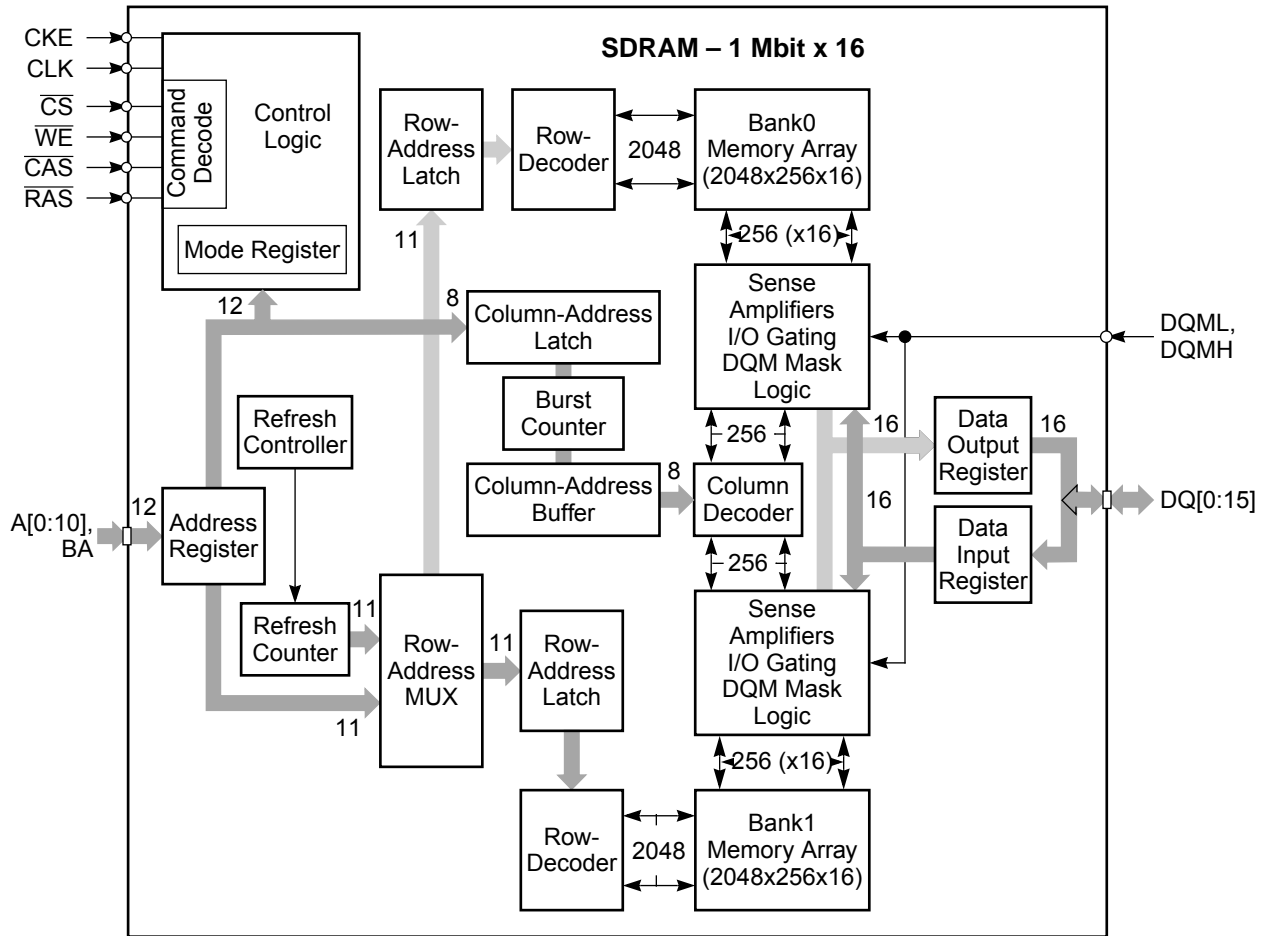 SDRAM – 1 Mbit x 16
CKE
CLK
C̅S̅
W̅E̅
C̅A̅S̅
R̅A̅S̅
Command
Decode
Control
Logic
Mode Register
Row-
Address
Latch
Row-
Decoder
2048
Bank0
Memory Array
(2048x256x16)
11
256 (x16)
12
8
Column-Address
Latch
Sense
Amplifiers
I/O Gating
DQM Mask
Logic
DQML,
DQMH
Burst
Counter
Refresh
Controller
256
16
Data
Output
Register
16
Column-Address
Buffer
8
Column
Decoder
16
A[0:10],
BA
12
Address
Register
DQ[0:15]
Data
Input
Register
256
Refresh
Counter
11
11
Row-
Address
MUX
11
Row-
Address
Latch
Sense
Amplifiers
I/O Gating
DQM Mask
Logic
256 (x16)
Row-
Decoder
2048
Bank1
Memory Array
(2048x256x16)